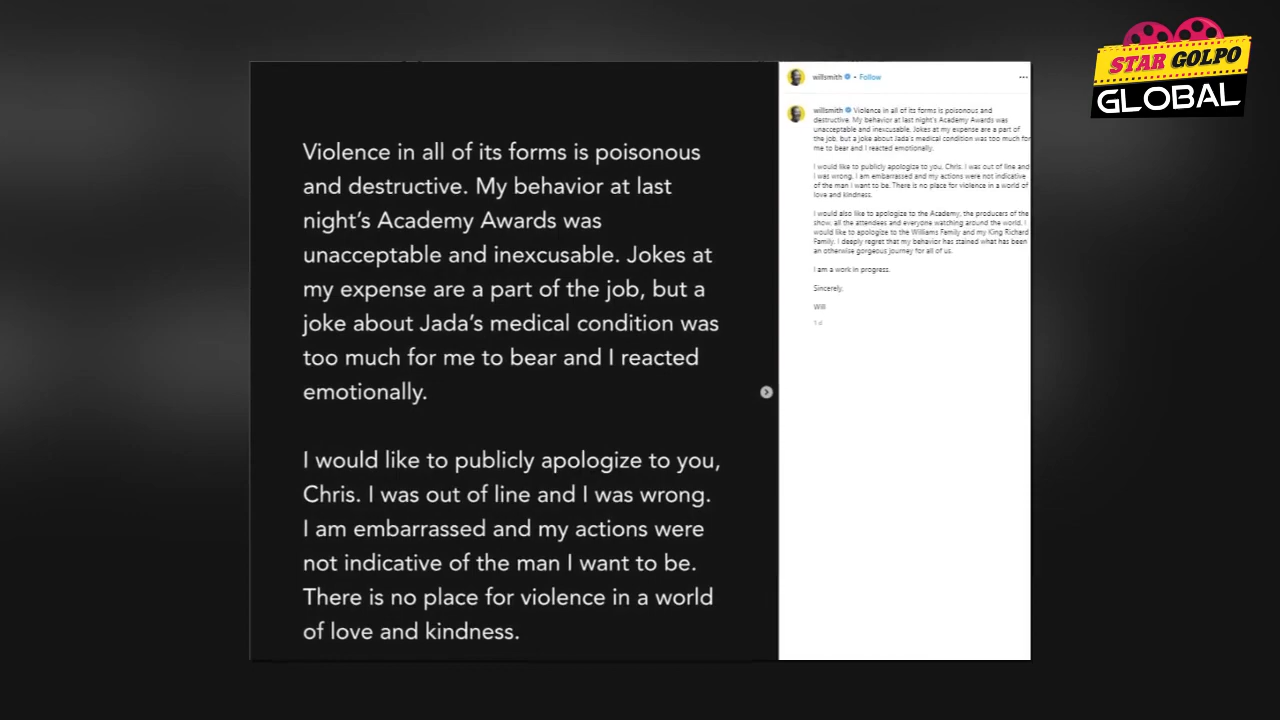 STAR GOLPO
GLOBAL
Violence in all of its forms is poisonous
and destructive. My behavior at last
night's Academy Awards was
unacceptable and inexcusable. Jokes at
my expense are a part of the job, but a
joke about Jada's medical condition was
too much for me to bear and I reacted
emotionally.
I would like to publicly apologize to you,
Chris. I was out of line and I was wrong.
I am embarrassed and my actions were
not indicative of the man I want to be.
There is no place for violence in a world
of love and kindness.
willsmith • Follow
willsmith Violence in all of its forms is poisonous and
destructive. My behavior at last night's Academy Awards was
unacceptable and inexcusable. Jokes at my expense are a part of
the job, but a joke about Jada's medical condition was too much for
me to bear and I reacted emotionally.
I would like to publicly apologize to you, Chris. I was out of line and
I was wrong. I am embarrassed and my actions were not indicative
of the man I want to be. There is no place for violence in a world of
love and kindness.
I would also like to apologize to the Academy, the producers of the
show, all the attendees and everyone watching around the world. I
would like to apologize to the Williams Family and my King Richard
Family. I deeply regret that my behavior has stained what has been
an otherwise gorgeous journey for all of us.
I am a work in progress.
Sincerely,
Will
1 d